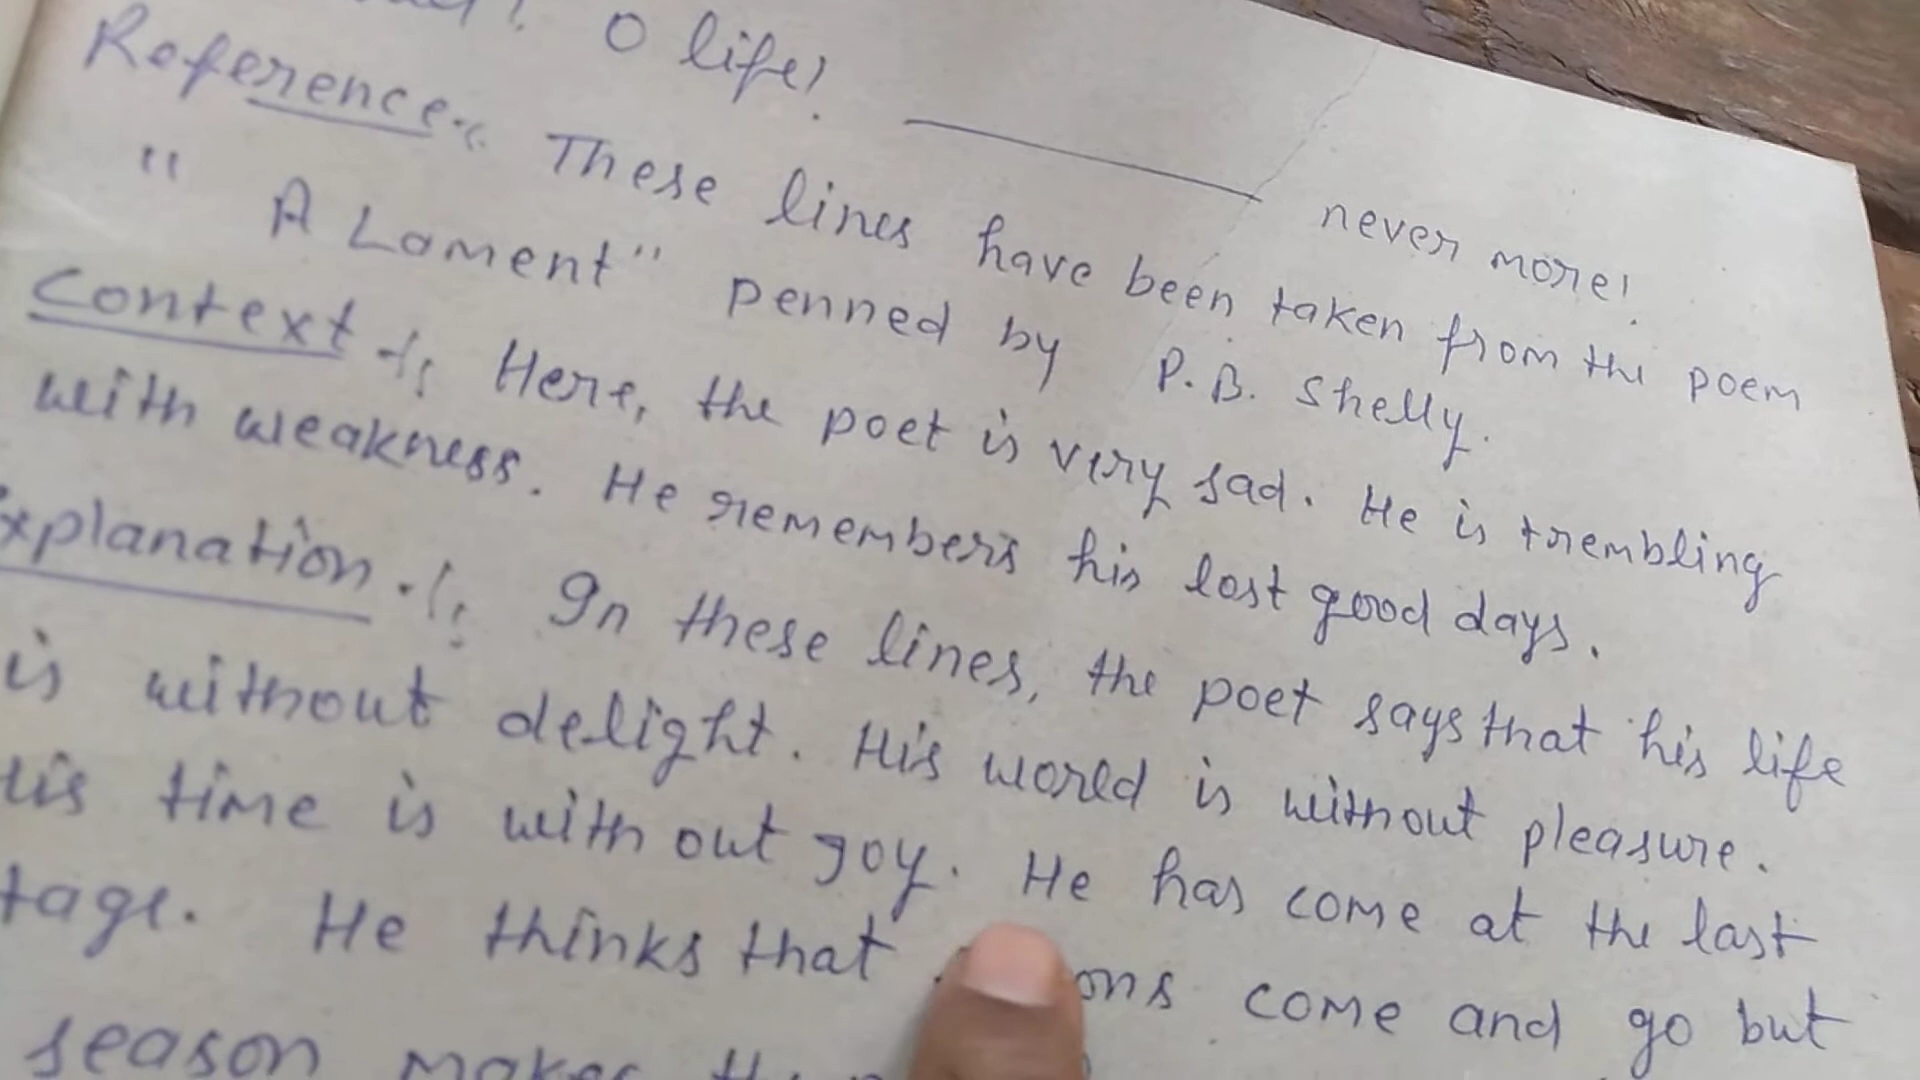 O life! never more!
Reference:- These lines have been taken from the poem
" A Lament" penned by P.B. Shelly.
Context :- Here, the poet is very sad. He is trembling
with weakness. He remembers his lost good days.
xplanation :- In these lines, the poet says that his life
is without delight. His world is without pleasure.
His time is without joy. He has come at the last
tage. He thinks that ons come and go but
season makes